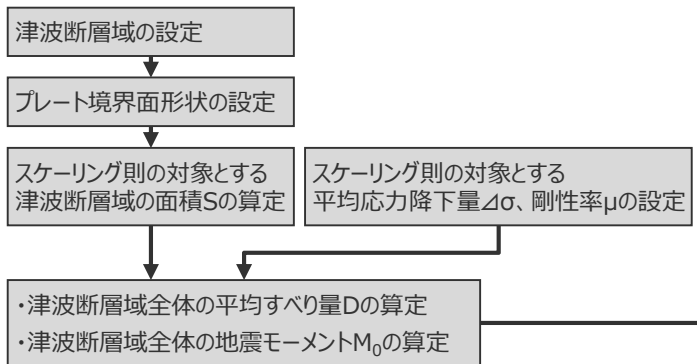 津波断層域の設定
プレート境界面形状の設定
スケーリング則の対象とする
津波断層域の面積Sの算定
スケーリング則の対象とする
平均応力降下量⊿σ、剛性率μの設定
・津波断層域全体の平均すべり量Dの算定
・津波断層域全体の地震モーメントM₀の算定